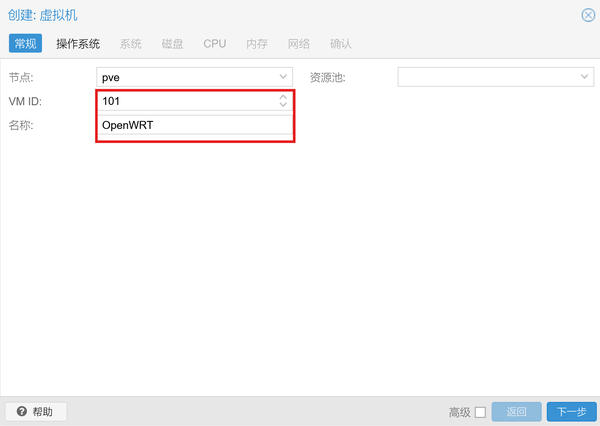 创建: 虚拟机
常规 操作系统 系统 磁盘 CPU 内存 网络 确认
节点: pve 资源池:
VM ID: 101
名称: OpenWRT
帮助 高级 返回 下一步